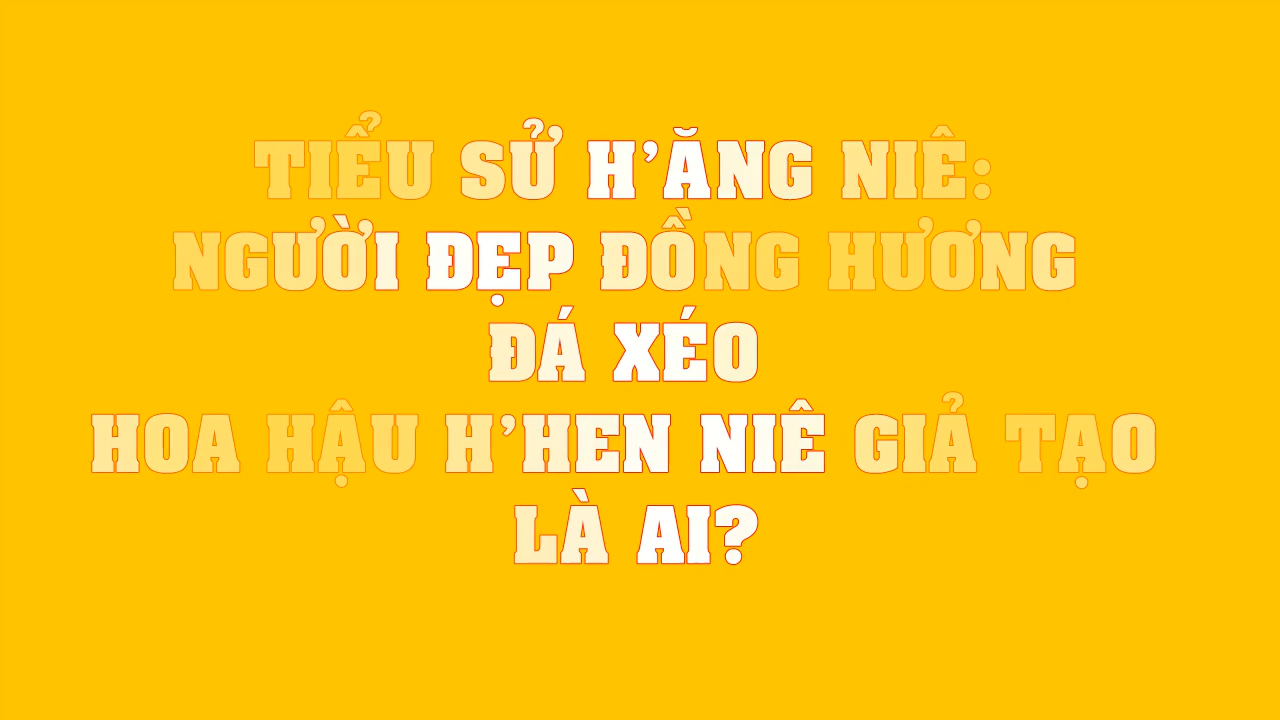 TIỂU SỬ H’ĂNG NIÊ:
NGƯỜI ĐẸP ĐỒNG HƯƠNG
ĐÁ XÉO
HOA HẬU H’HEN NIÊ GIẢ TẠO
LÀ AI?